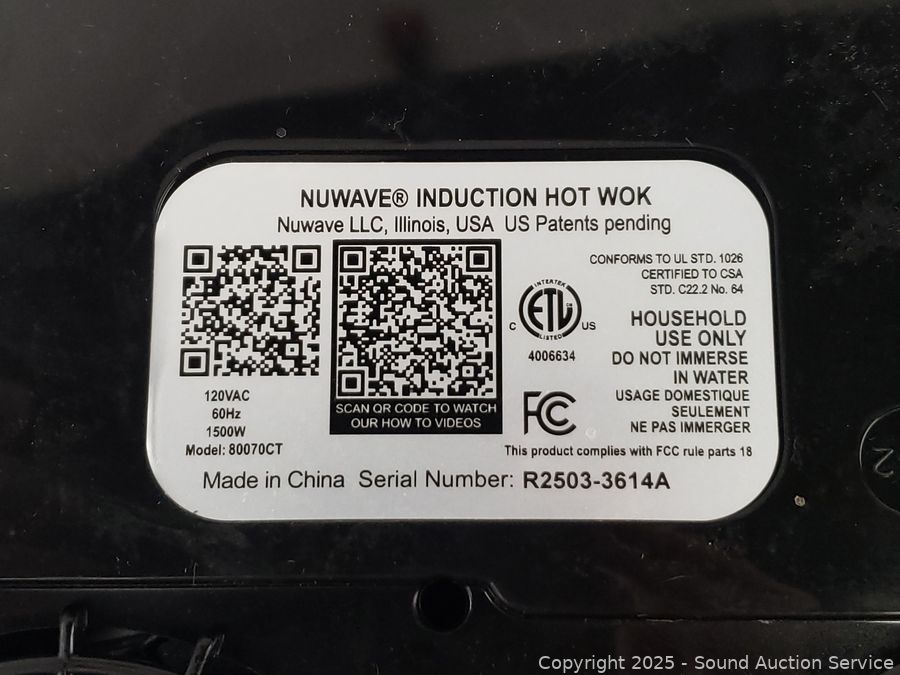 NUWAVE® INDUCTION HOT WOK
Nuwave LLC, Illinois, USA US Patents pending
CONFORMS TO UL STD. 1026
CERTIFIED TO CSA
STD. C22.2 No. 64
INTERTEK
ETL
LISTED
C US
4006634
HOUSEHOLD
USE ONLY
DO NOT IMMERSE
IN WATER
USAGE DOMESTIQUE
SEULEMENT
NE PAS IMMERGER
120VAC
60Hz
1500W
Model: 80070CT
SCAN QR CODE TO WATCH
OUR HOW TO VIDEOS
FC
This product complies with FCC rule parts 18
Made in China Serial Number: R2503-3614A
2
Copyright 2025 - Sound Auction Service